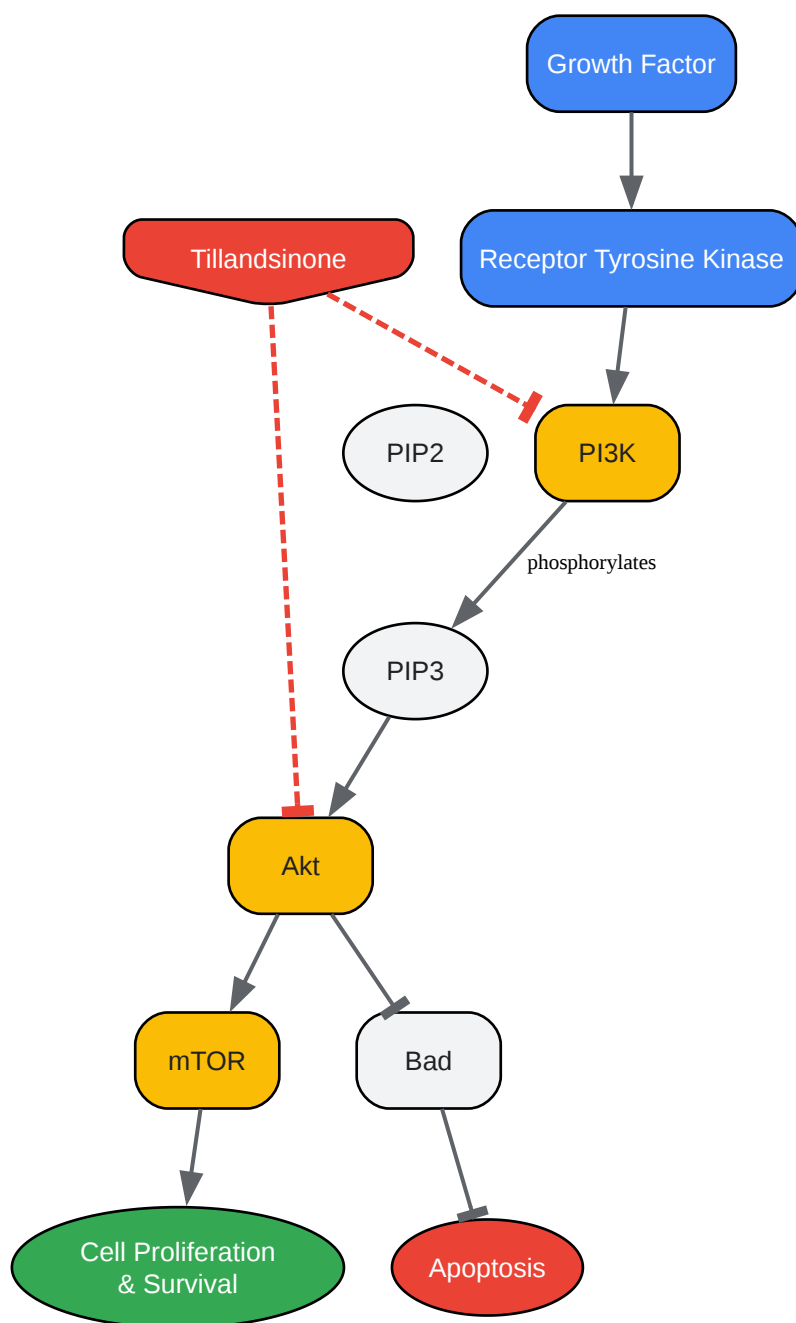 Growth Factor
Tillandsinone
Receptor Tyrosine Kinase
PIP2
PI3K
phosphorylates
PIP3
Akt
mTOR
Bad
Cell Proliferation
& Survival
Apoptosis